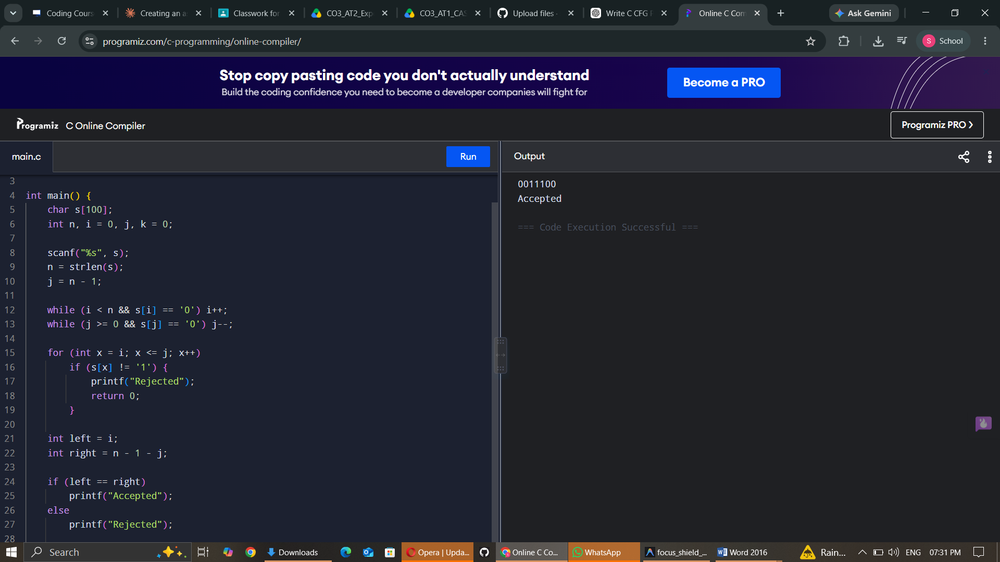 Coding Cours
Creating an a
Classwork for
CO3_AT2_Exp
CO3_AT1_CAS
Upload files ·
Write C CFG P
Online C Com
Ask Gemini
programiz.com/c-programming/online-compiler/
S
School
Stop copy pasting code you don't actually understand
Build the coding confidence you need to become a developer companies will fight for
Become a PRO
Programiz
C Online Compiler
Programiz PRO
main.c
Run
Output
3
4 int main() {
5 char s[100];
6 int n, i = 0, j, k = 0;
7
8 scanf("%s", s);
9 n = strlen(s);
10 j = n - 1;
11
12 while (i < n && s[i] == '0') i++;
13 while (j >= 0 && s[j] == '0') j--;
14
15 for (int x = i; x <= j; x++)
16 if (s[x] != '1') {
17 printf("Rejected");
18 return 0;
19 }
20
21 int left = i;
22 int right = n - 1 - j;
23
24 if (left == right)
25 printf("Accepted");
26 else
27 printf("Rejected");
28
0011100
Accepted
=== Code Execution Successful ===
Search
Downloads
Opera | Upda...
Online C Co...
WhatsApp
focus_shield_...
Word 2016
Rain...
ENG
07:31 PM